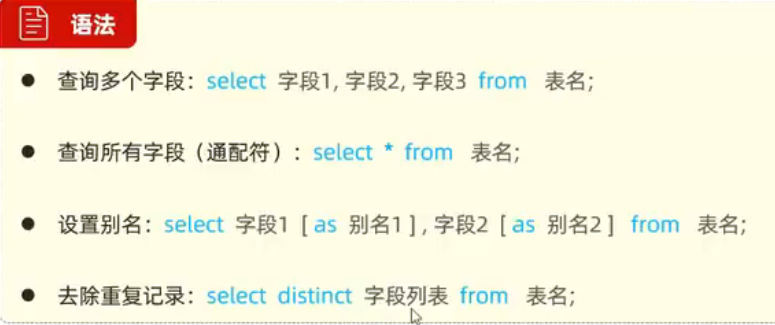 语法
● 查询多个字段：select 字段1, 字段2, 字段3 from 表名;
● 查询所有字段（通配符）：select * from 表名;
● 设置别名：select 字段1 [ as 别名1 ] , 字段2 [ as 别名2 ] from 表名;
● 去除重复记录：select distinct 字段列表 from 表名;